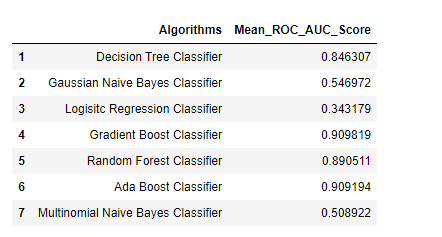 Algorithms Mean_ROC_AUC_Score
1 Decision Tree Classifier 0.846307
2 Gaussian Naive Bayes Classifier 0.546972
3 Logisitc Regression Classifier 0.343179
4 Gradient Boost Classifier 0.909819
5 Random Forest Classifier 0.890511
6 Ada Boost Classifier 0.909194
7 Multinomial Naive Bayes Classifier 0.508922